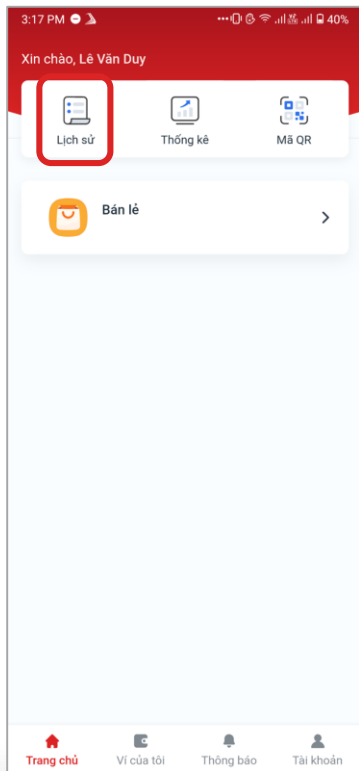 3:17 PM 40%
Xin chào, Lê Văn Duy
Lịch sử Thống kê Mã QR
Bán lẻ
Trang chủ Ví của tôi Thông báo Tài khoản